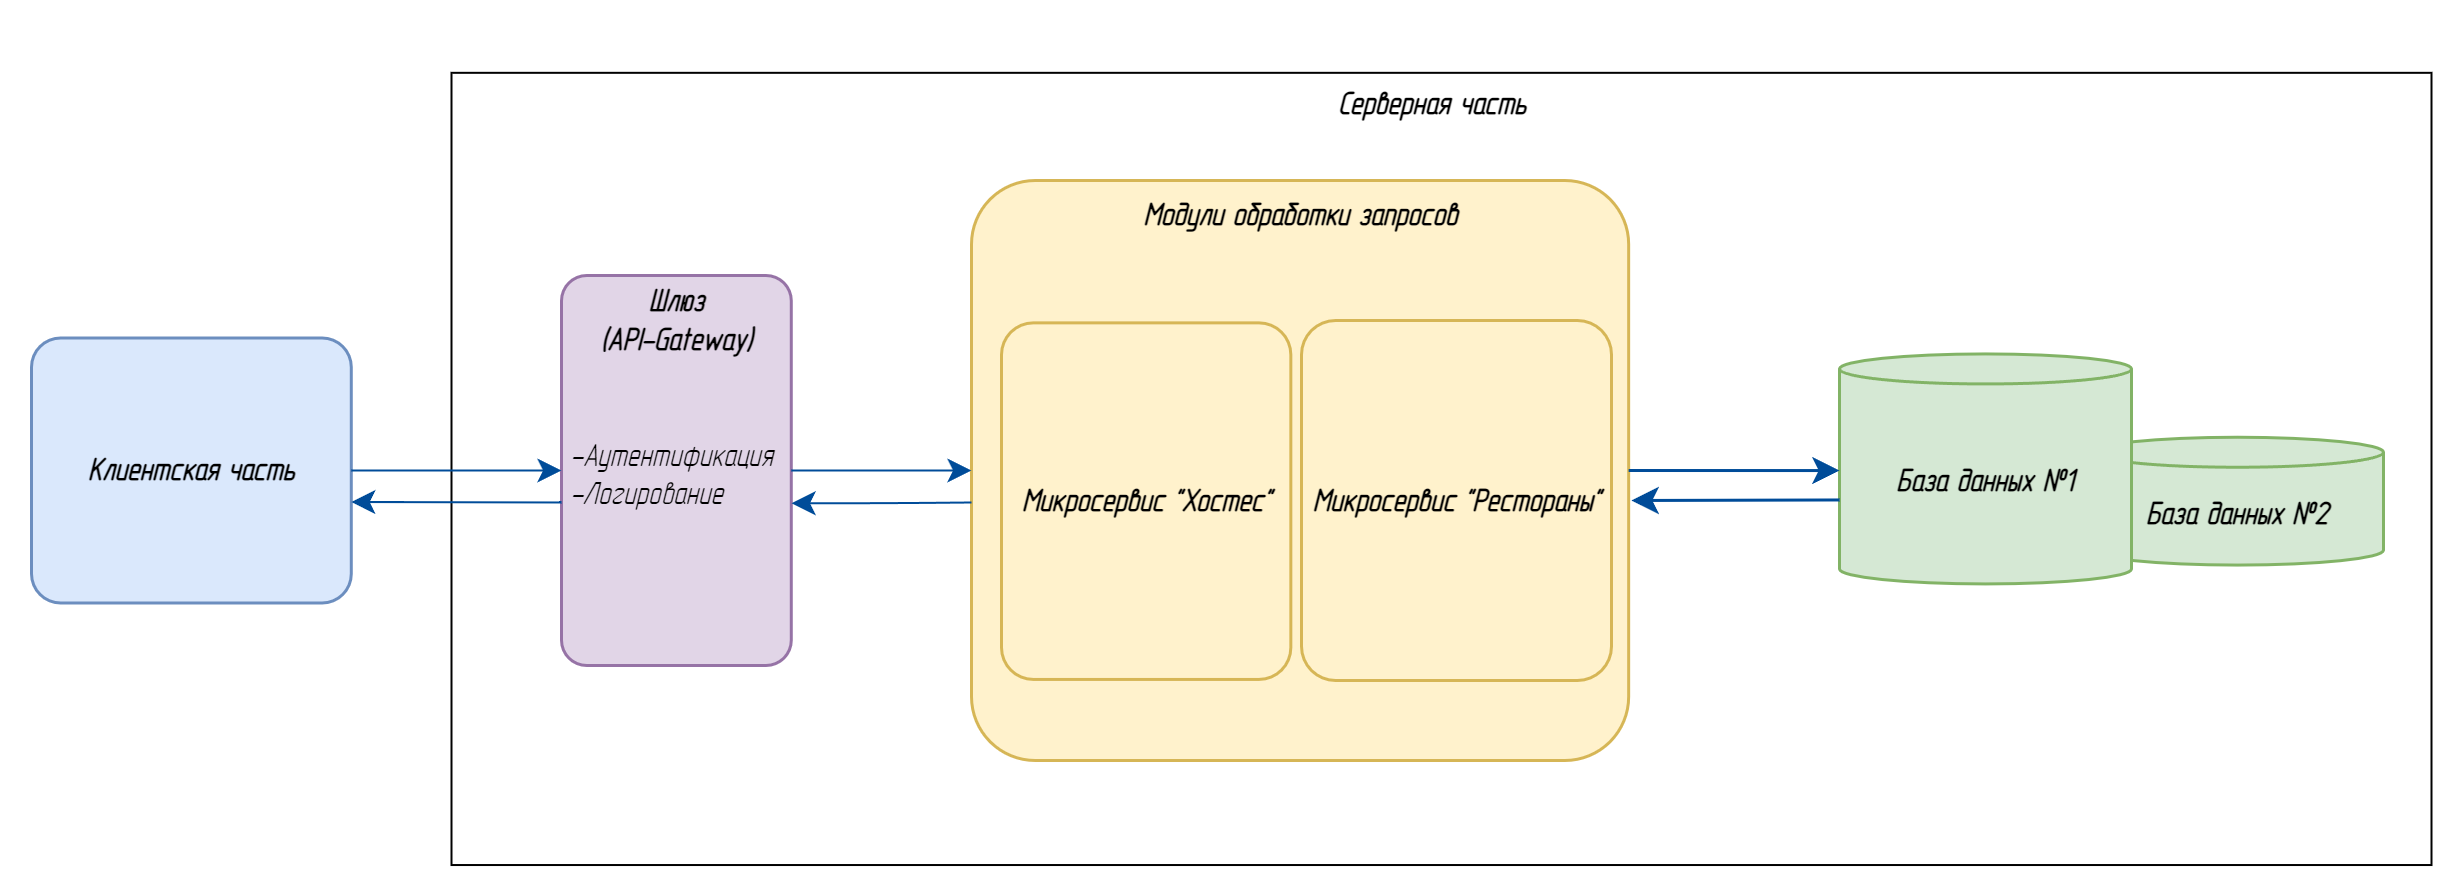 Серверная часть
Модули обработки запросов
Шлюз
(API-Gateway)
Клиентская часть
-Аутентификация
-Логирование
Микросервис "Хостес"
Микросервис "Рестораны"
База данных №1
База данных №2